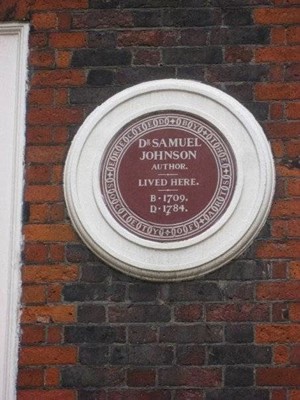 DR SAMUEL
JOHNSON
AUTHOR.
LIVED HERE.
B·1709.
D·1784.